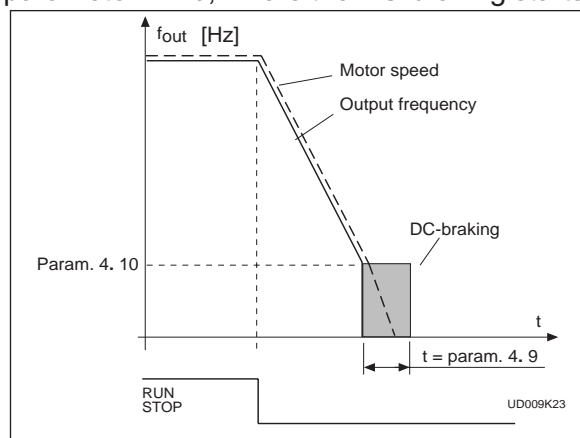 fout [Hz]
Motor speed
Output frequency
DC-braking
Param. 4. 10
t
t = param. 4. 9
RUN
STOP
UD009K23